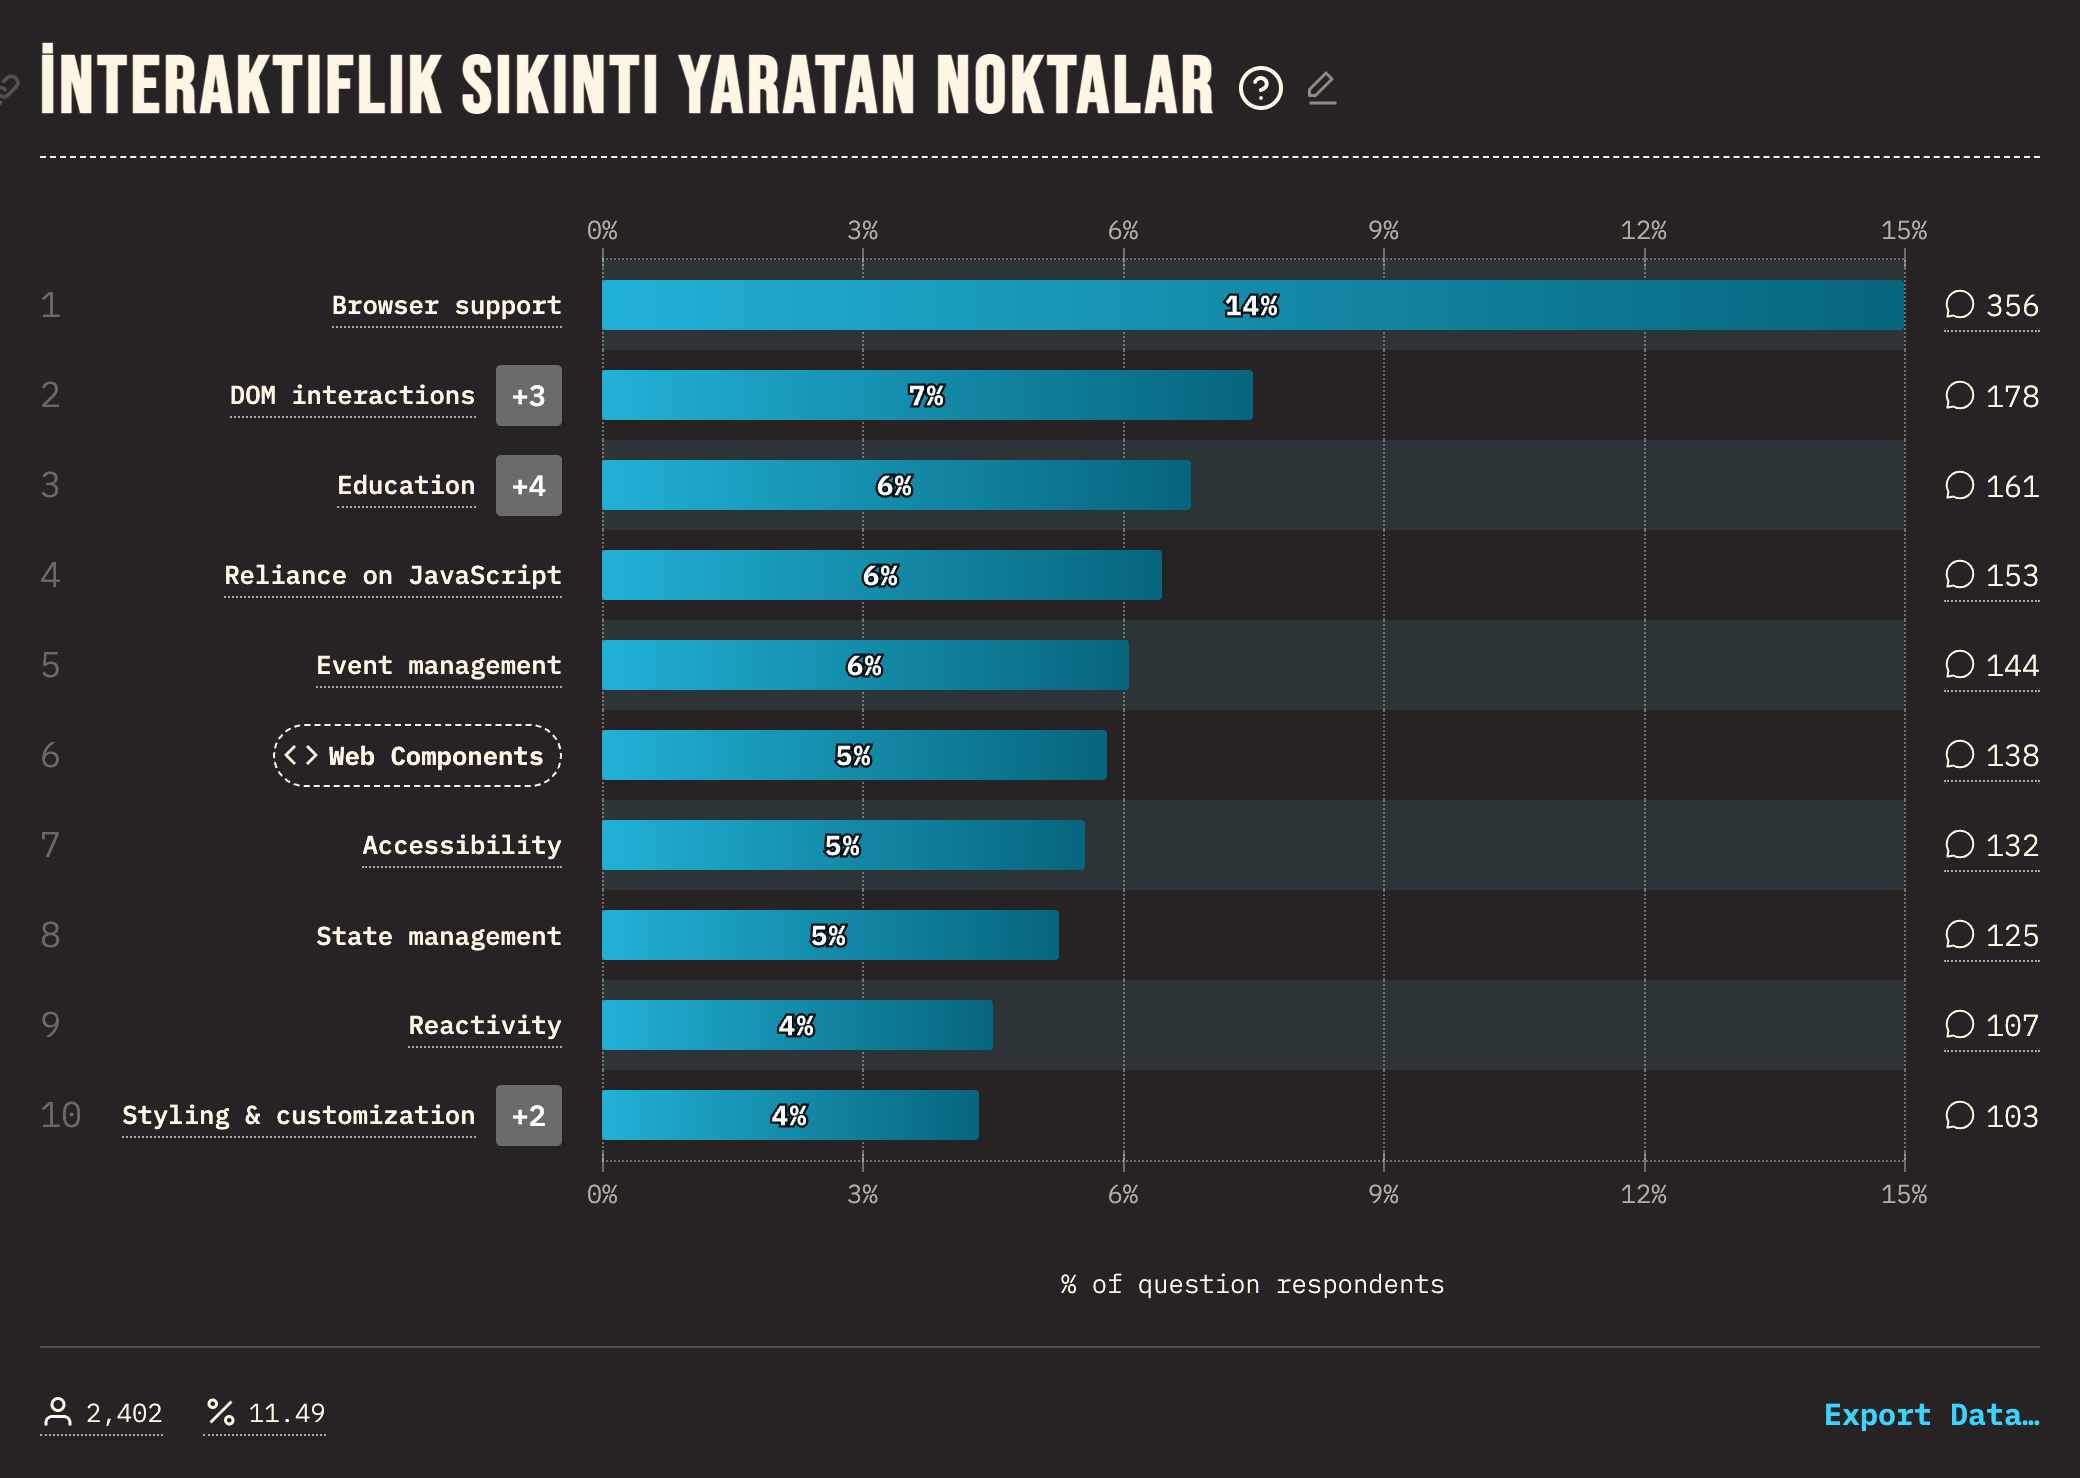 İNTERAKTIFLIK SIKINTI YARATAN NOKTALAR
0% 3% 6% 9% 12% 15%
1 Browser support 14% 356
2 DOM interactions +3 7% 178
3 Education +4 6% 161
4 Reliance on JavaScript 6% 153
5 Event management 6% 144
6 Web Components 5% 138
7 Accessibility 5% 132
8 State management 5% 125
9 Reactivity 4% 107
10 Styling & customization +2 4% 103
0% 3% 6% 9% 12% 15%
% of question respondents
2,402 % 11.49 Export Data…